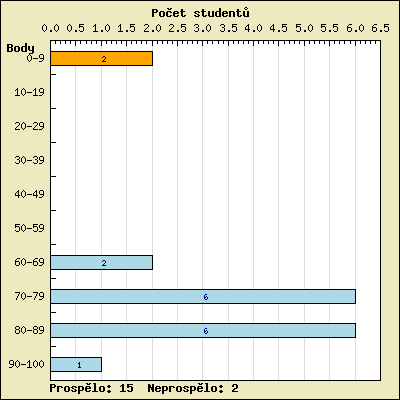 Počet studentů
0.0 0.5 1.0 1.5 2.0 2.5 3.0 3.5 4.0 4.5 5.0 5.5 6.0 6.5
Body
0-9 2
10-19
20-29
30-39
40-49
50-59
60-69 2
70-79 6
80-89 6
90-100 1
Prospělo: 15 Neprospělo: 2